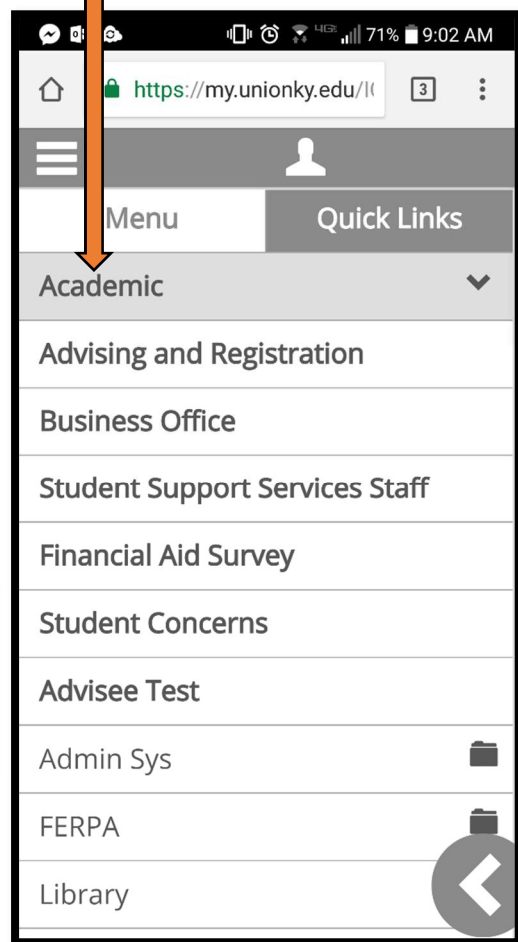 4GE 71% 9:02 AM
https://my.unionky.edu/I 3
Menu Quick Links
Academic
Advising and Registration
Business Office
Student Support Services Staff
Financial Aid Survey
Student Concerns
Advisee Test
Admin Sys
FERPA
Library